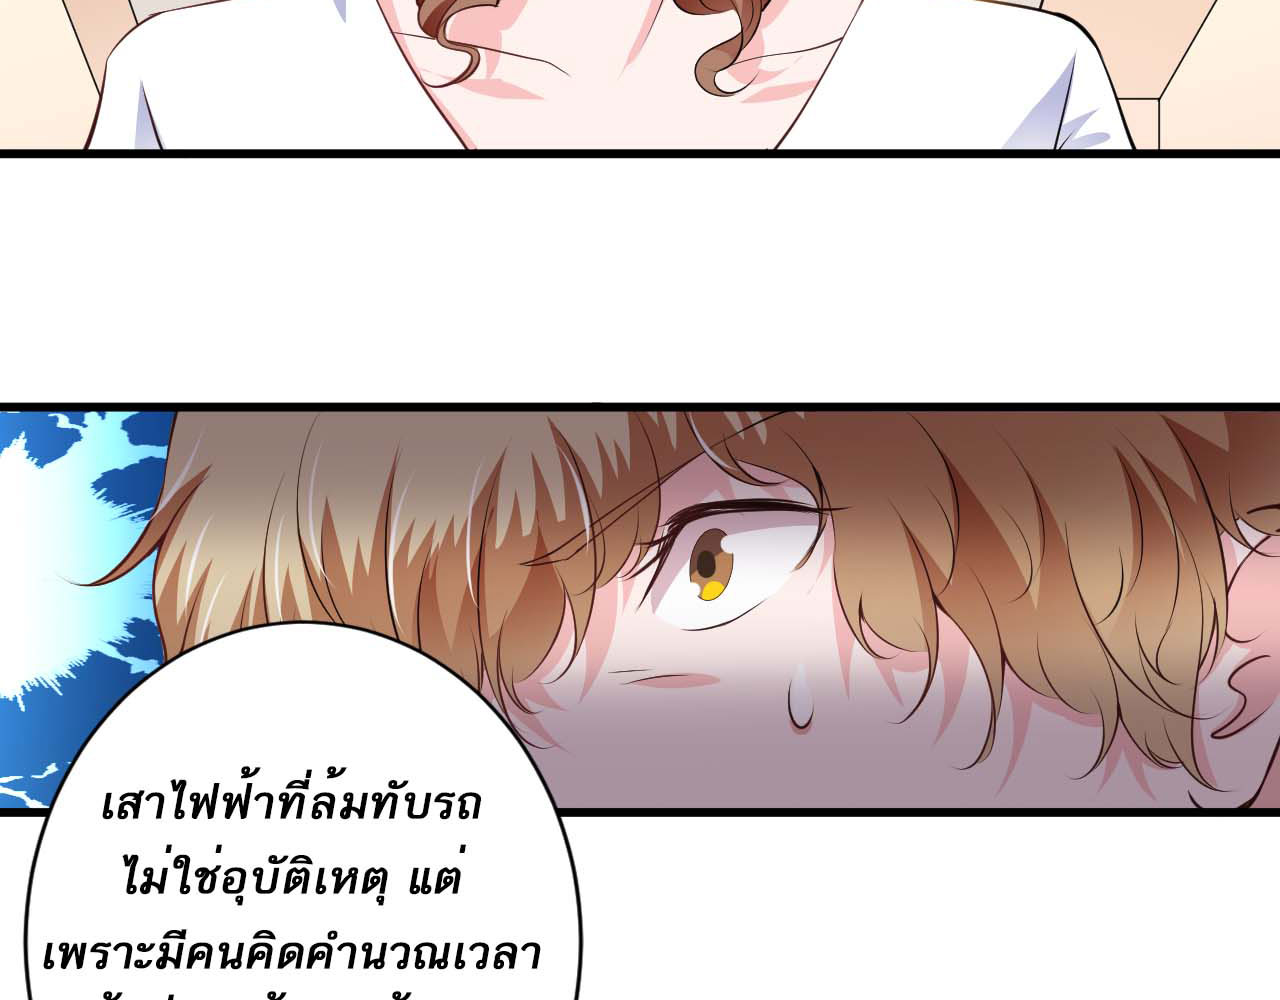 เสาไฟฟ้าที่ล้มทับรถ
ไม่ใช่อุบัติเหตุ แต่
เพราะมีคนคิดคำนวณเวลา